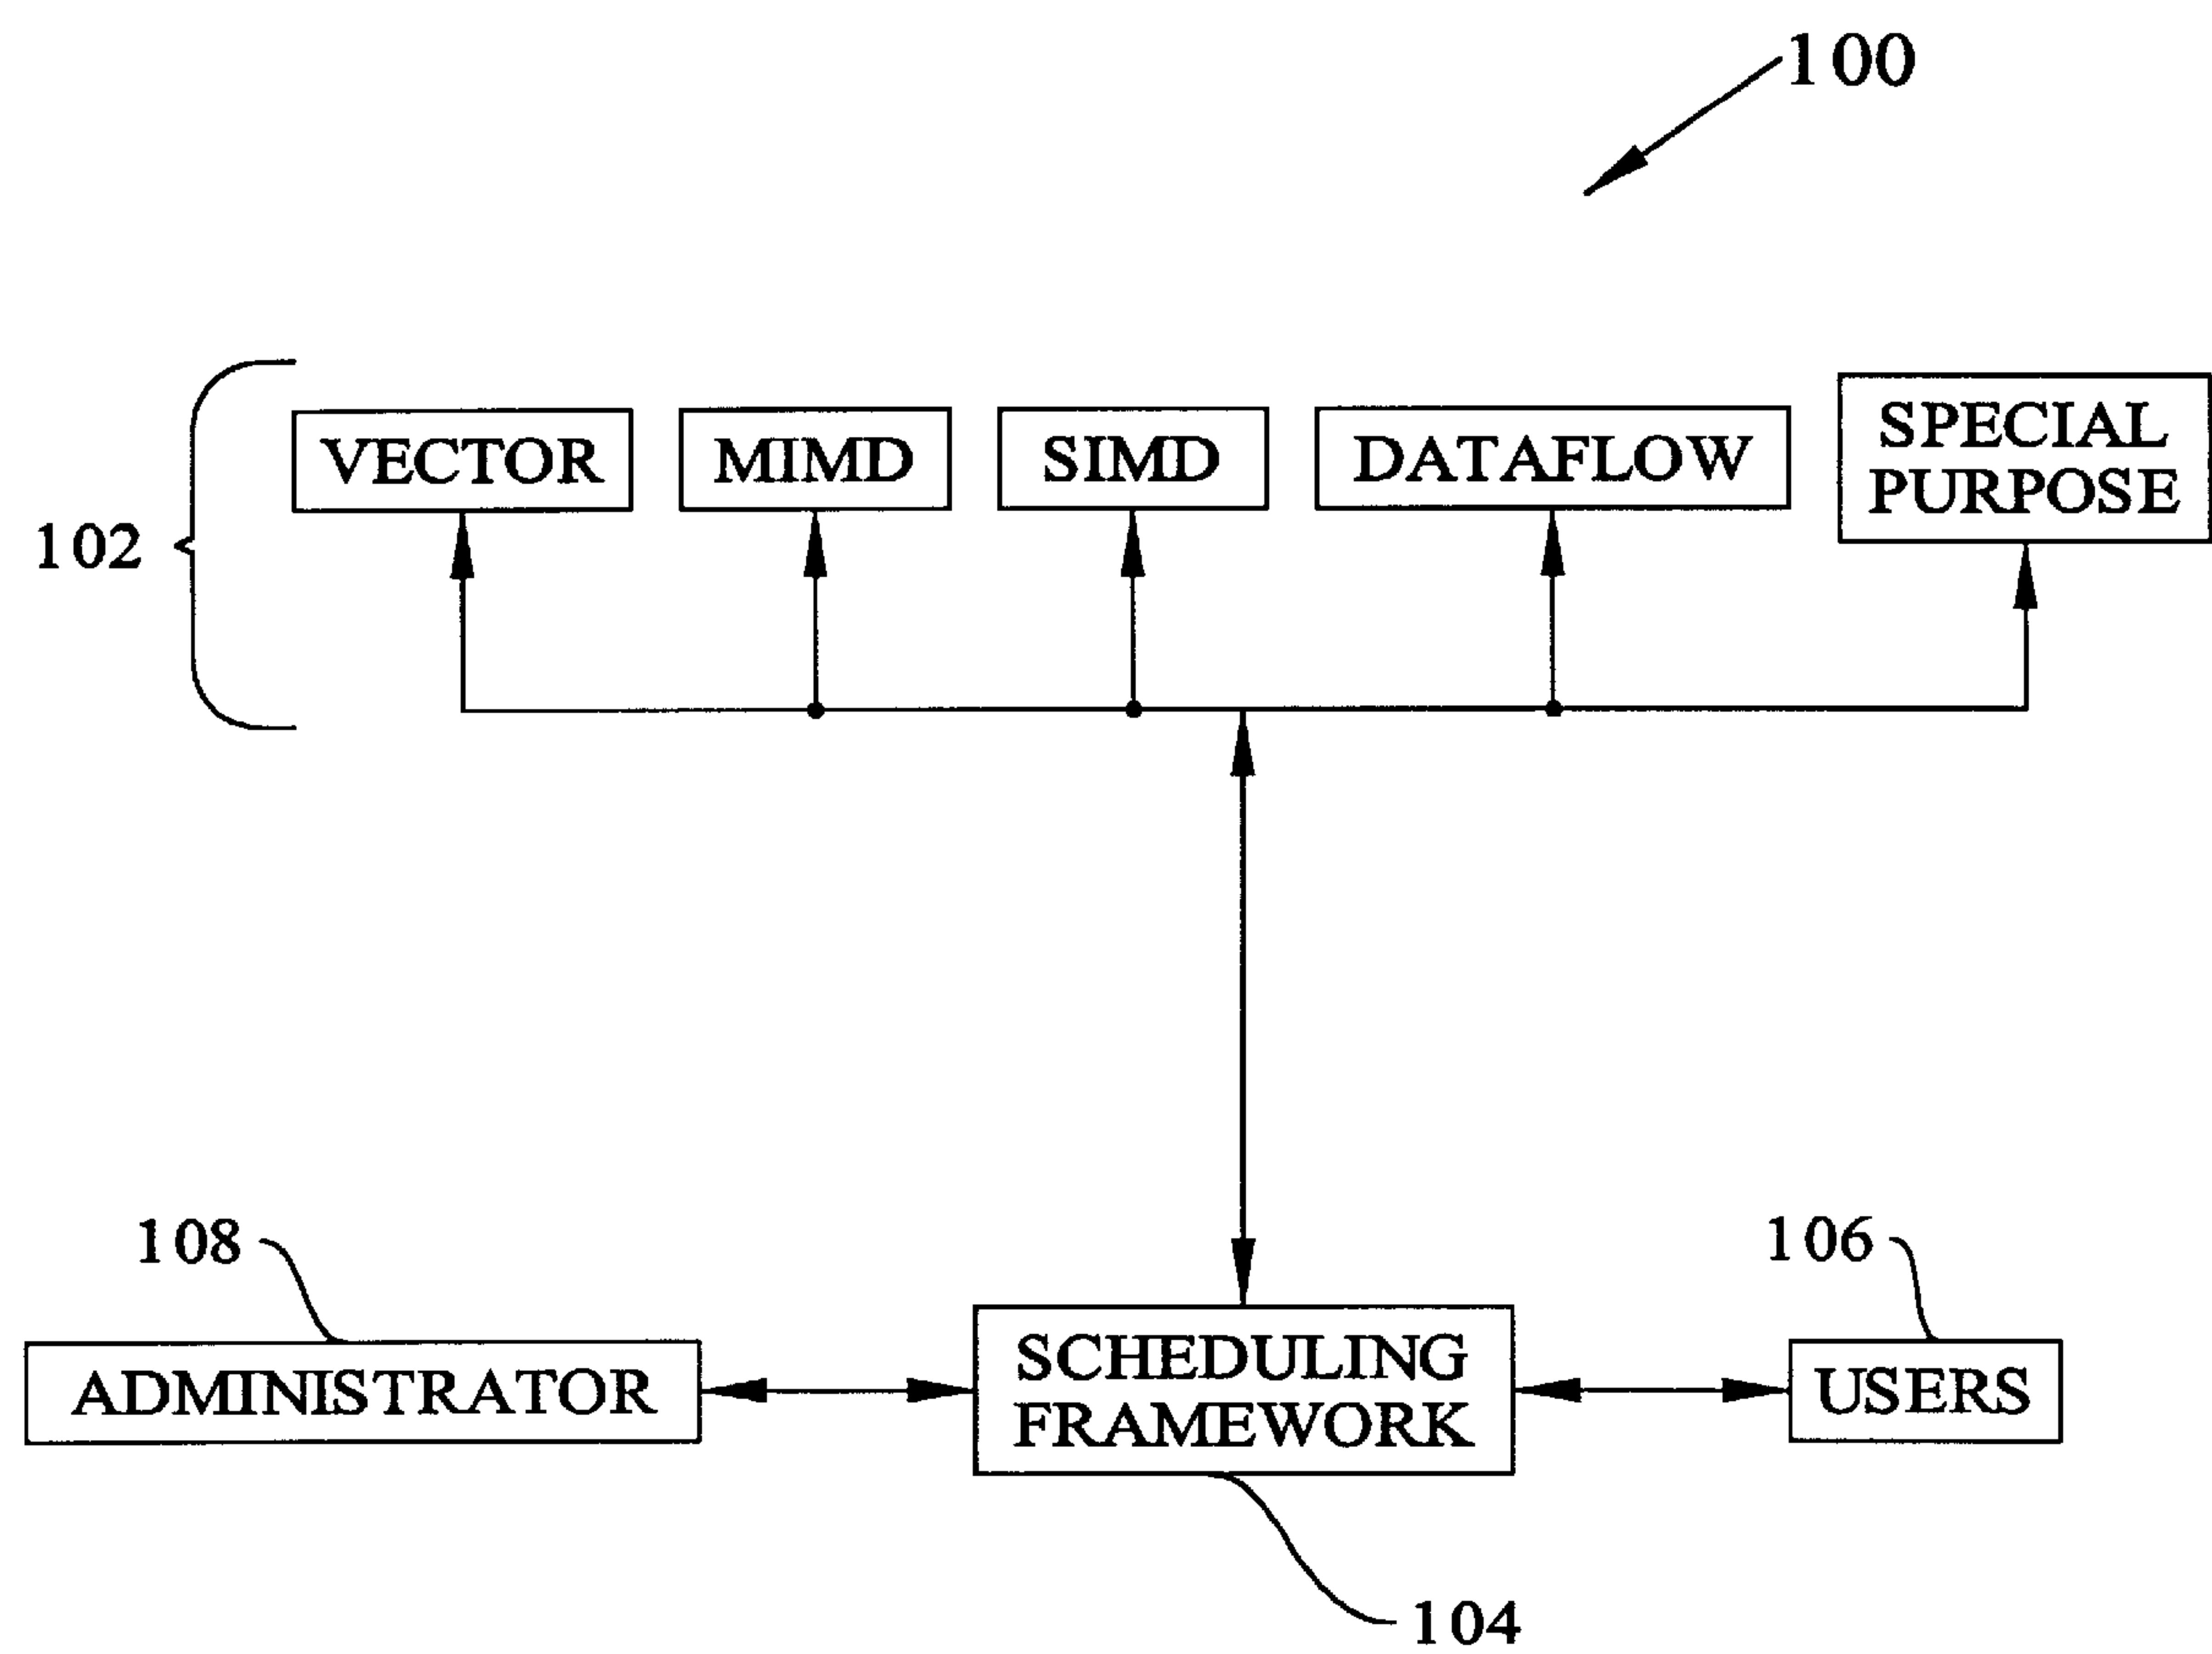 100
VECTOR
MIMD
SIMD
DATAFLOW
SPECIAL
PURPOSE
102
108
106
ADMINISTRATOR
SCHEDULING
FRAMEWORK
USERS
104